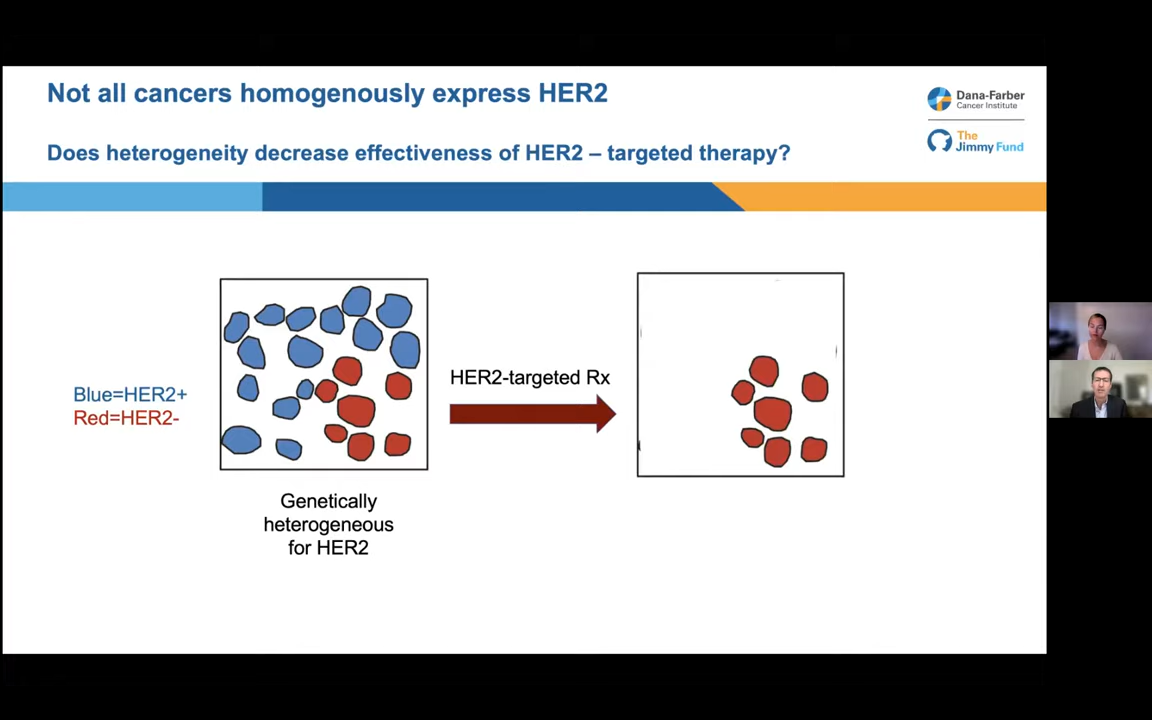 Not all cancers homogenously express HER2
Does heterogeneity decrease effectiveness of HER2 – targeted therapy?
Dana-Farber
Cancer Institute
The
Jimmy Fund
HER2-targeted Rx
Blue=HER2+
Red=HER2-
Genetically
heterogeneous
for HER2